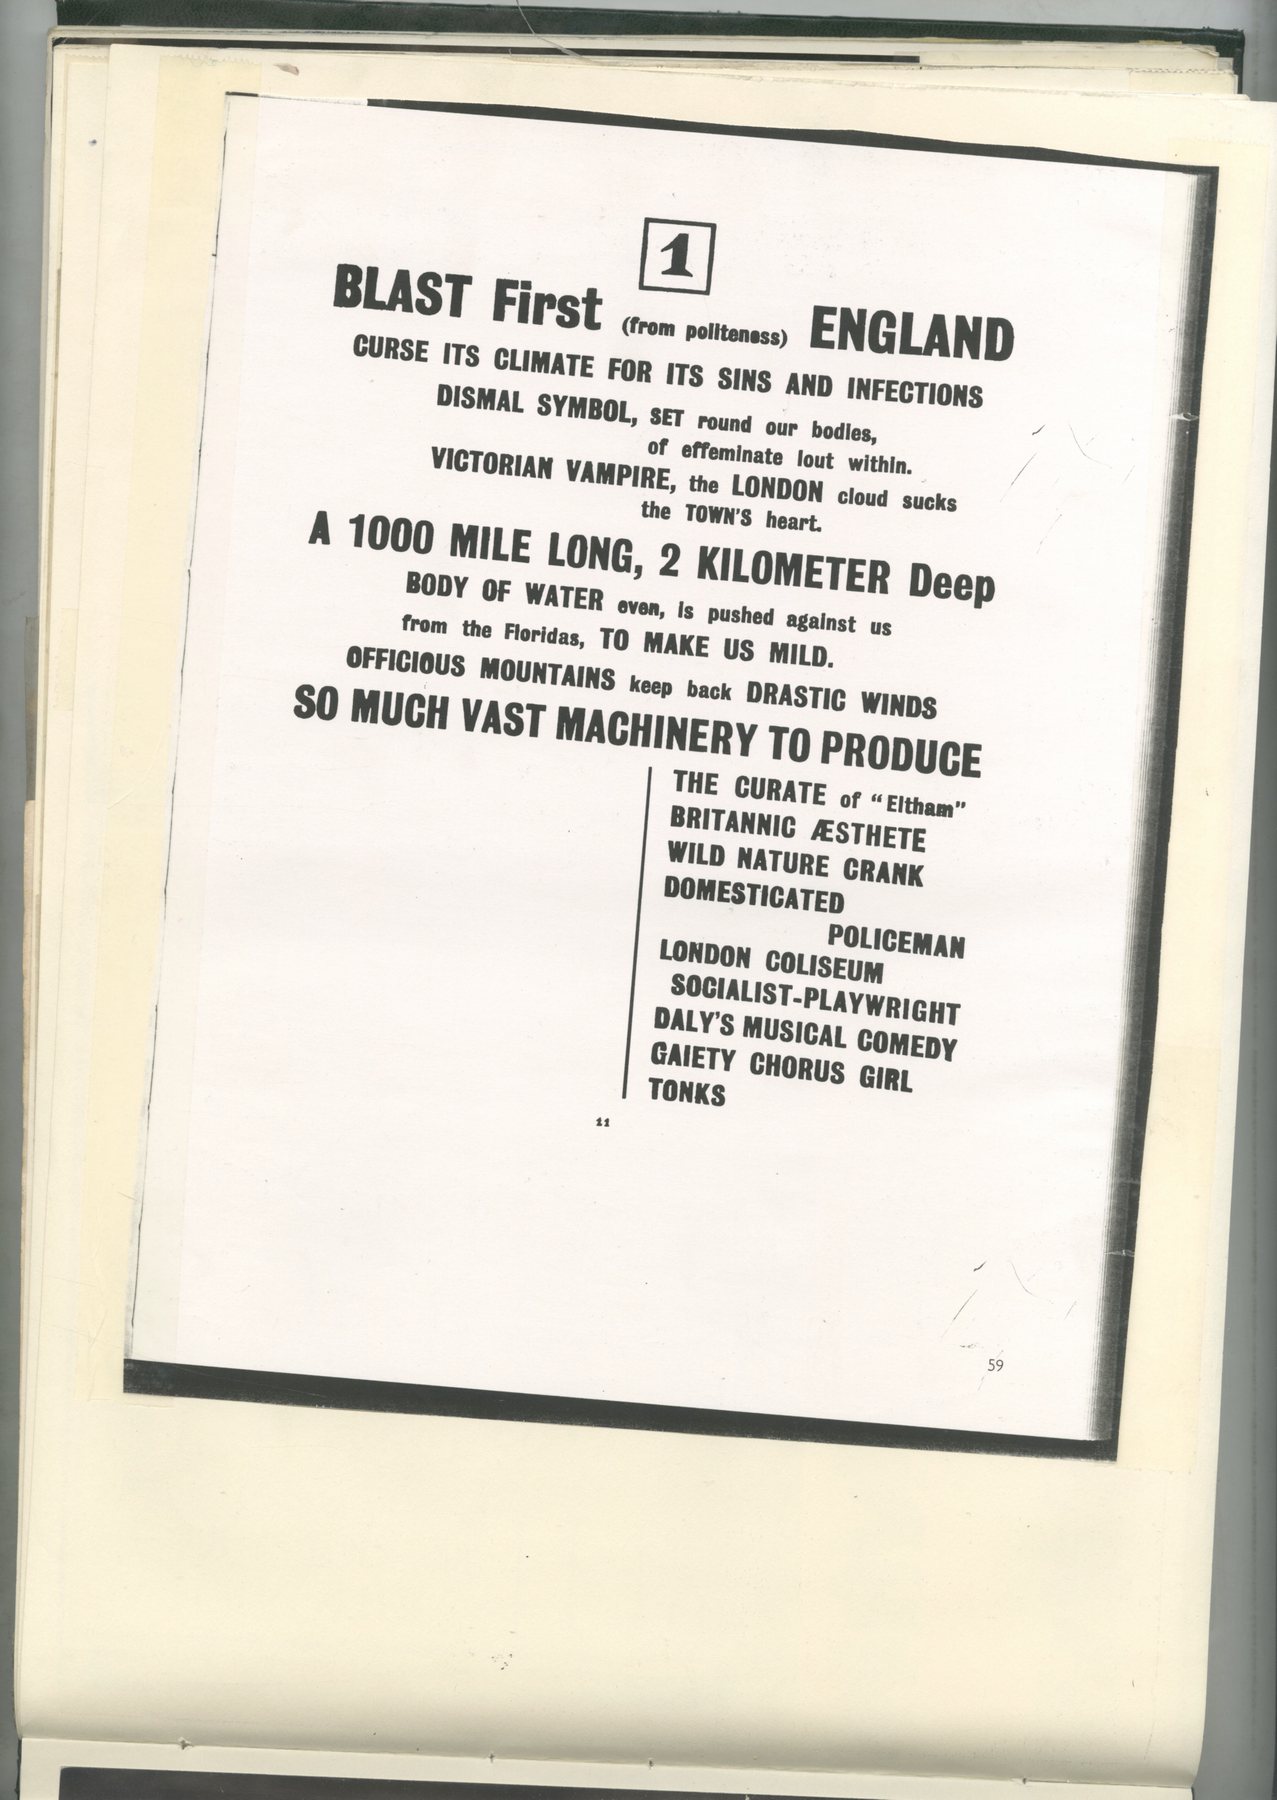 1
BLAST First (from politeness) ENGLAND
CURSE ITS CLIMATE FOR ITS SINS AND INFECTIONS
DISMAL SYMBOL, SET round our bodies,
of effeminate lout within.
VICTORIAN VAMPIRE, the LONDON cloud sucks
the TOWN'S heart.
A 1000 MILE LONG, 2 KILOMETER Deep
BODY OF WATER even, is pushed against us
from the Floridas, TO MAKE US MILD.
OFFICIOUS MOUNTAINS keep back DRASTIC WINDS
SO MUCH VAST MACHINERY TO PRODUCE
THE CURATE of “Eltham”
BRITANNIC ÆSTHETE
WILD NATURE CRANK
DOMESTICATED
POLICEMAN
LONDON COLISEUM
SOCIALIST-PLAYWRIGHT
DALY'S MUSICAL COMEDY
GAIETY CHORUS GIRL
TONKS
11
59